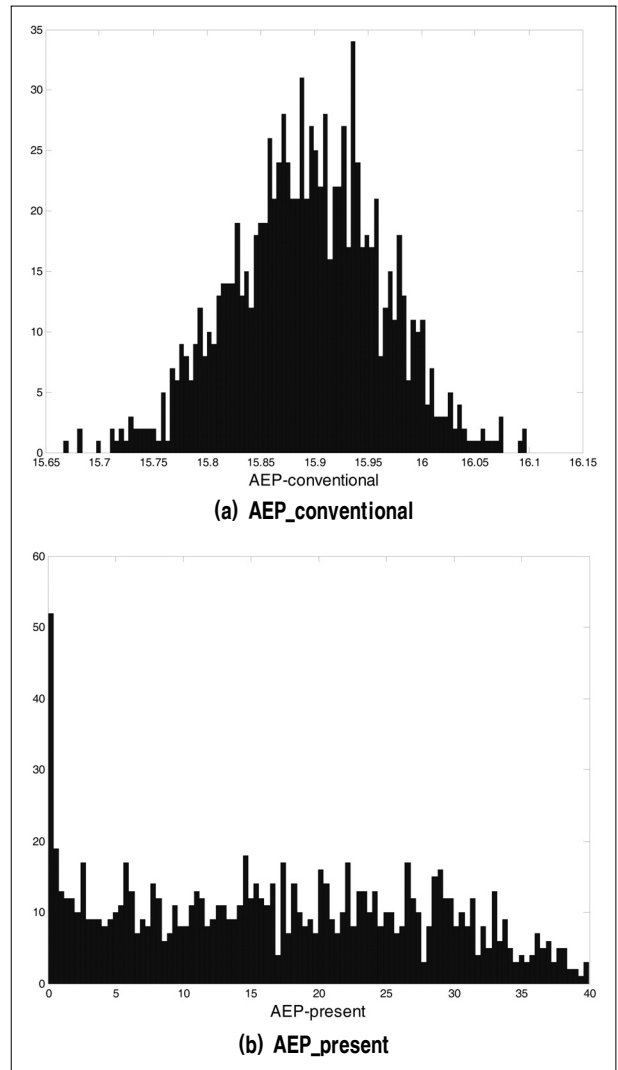 35
30
25
20
15
10
5
0
15.65 15.7 15.75 15.8 15.85 15.9 15.95 16 16.05 16.1 16.15
AEP-conventional
(a) AEP_conventional
60
50
40
30
20
10
0
0 5 10 15 20 25 30 35 40
AEP-present
(b) AEP_present